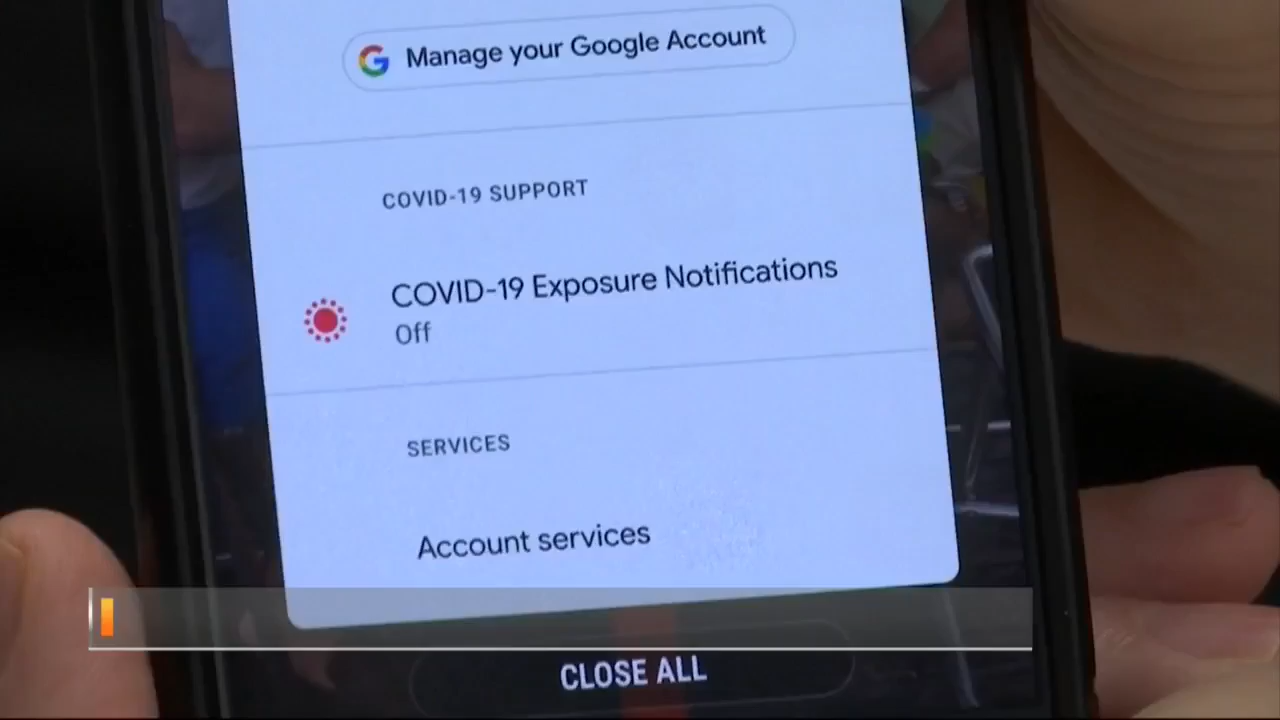 Manage your Google Account
COVID-19 SUPPORT
COVID-19 Exposure Notifications
Off
SERVICES
Account services
CLOSE ALL